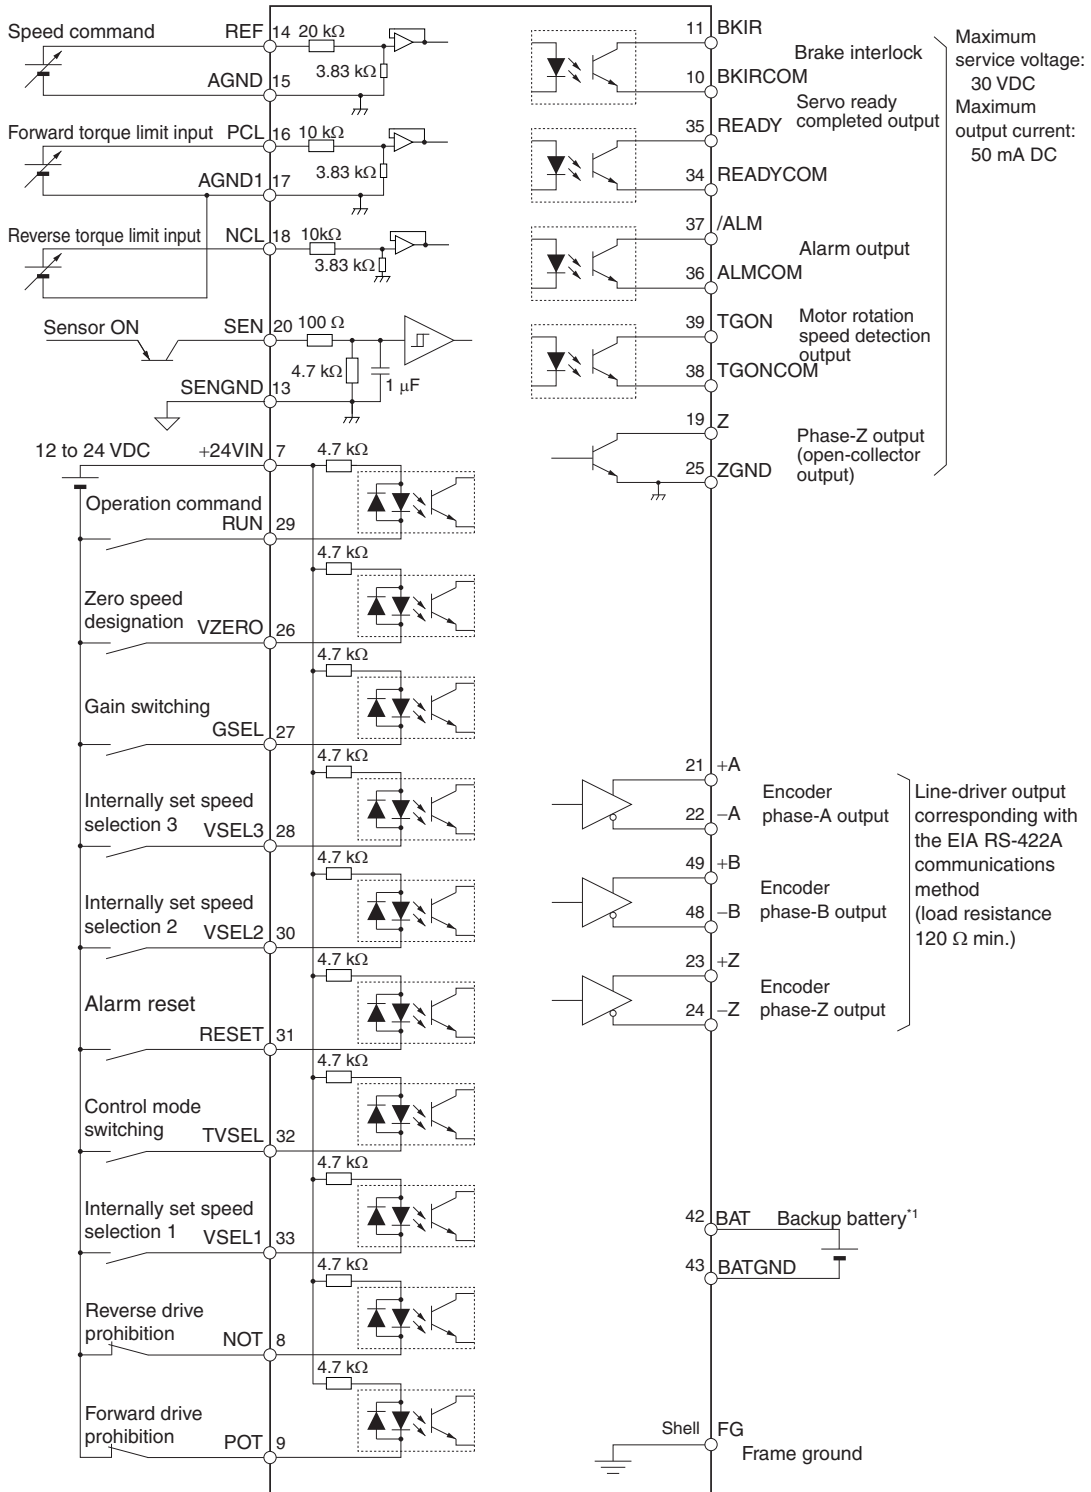 Speed command
REF 14 20 kΩ
3.83 kΩ
AGND 15
Forward torque limit input PCL 16 10 kΩ
3.83 kΩ
AGND1 17
Reverse torque limit input NCL 18 10kΩ
3.83 kΩ
Sensor ON SEN 20 100 Ω
4.7 kΩ
1 μF
SENGND 13
12 to 24 VDC +24VIN 7 4.7 kΩ
Operation command
RUN 29
4.7 kΩ
Zero speed
designation
VZERO 26
4.7 kΩ
Gain switching
GSEL 27
4.7 kΩ
Internally set speed
selection 3 VSEL3 28
4.7 kΩ
Internally set speed
selection 2 VSEL2 30
4.7 kΩ
Alarm reset
RESET 31
4.7 kΩ
Control mode
switching TVSEL 32
4.7 kΩ
Internally set speed
selection 1 VSEL1 33
4.7 kΩ
Reverse drive
prohibition NOT 8
4.7 kΩ
Forward drive
prohibition POT 9
11 BKIR
Brake interlock
10 BKIRCOM
Servo ready
completed output
35 READY
34 READYCOM
37 /ALM
Alarm output
36 ALMCOM
39 TGON
Motor rotation
speed detection
output
38 TGONCOM
19 Z
Phase-Z output
(open-collector
output)
25 ZGND
Maximum
service voltage:
30 VDC
Maximum
output current:
50 mA DC
21 +A
Encoder
phase-A output
22 −A
49 +B
Encoder
phase-B output
48 −B
23 +Z
Encoder
phase-Z output
24 −Z
Line-driver output
corresponding with
the EIA RS-422A
communications
method
(load resistance
120 Ω min.)
42 BAT Backup battery*1
43 BATGND
Shell FG
Frame ground